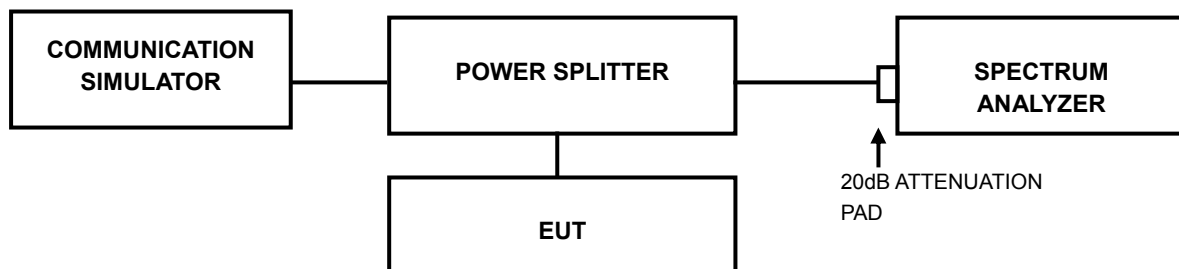 COMMUNICATION
SIMULATOR
POWER SPLITTER
SPECTRUM
ANALYZER
20dB ATTENUATION
PAD
EUT